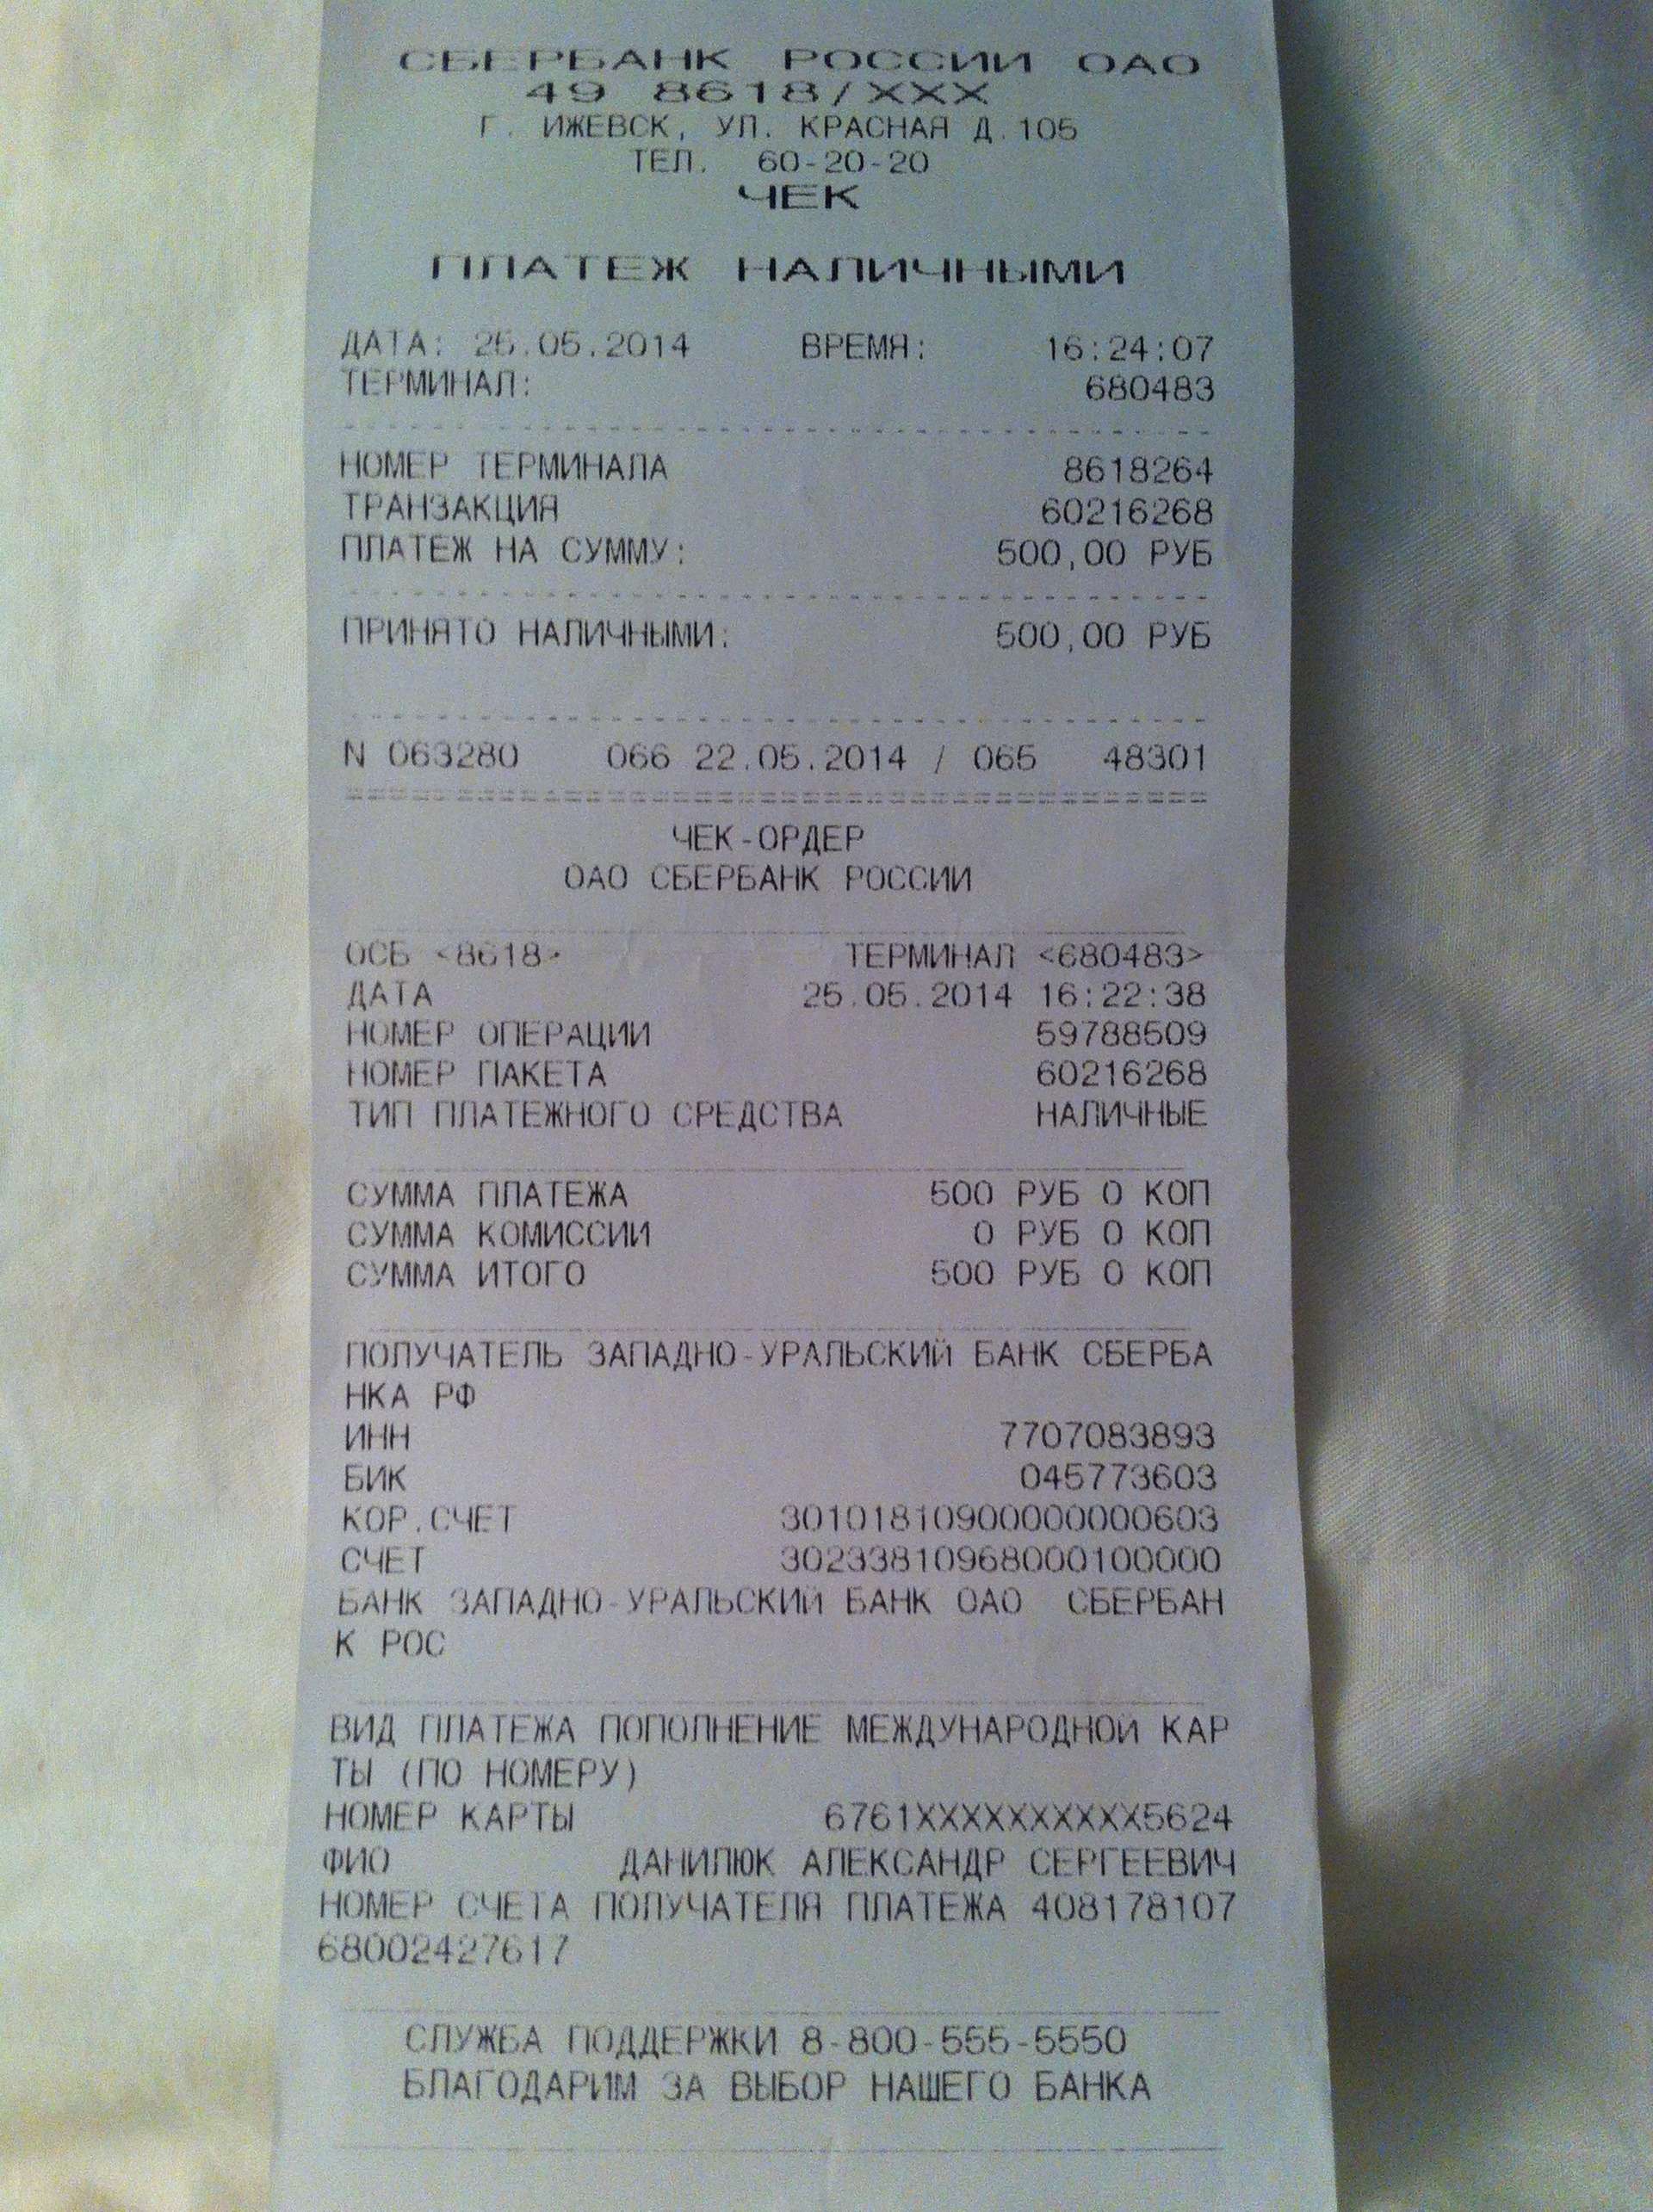 СБЕРБАНК РОССИИ ОАО
49 8618/XXX
Г. ИЖЕВСК, УЛ. КРАСНАЯ Д.105
ТЕЛ. 60-20-20
ЧЕК
ПЛАТЕЖ НАЛИЧНЫМИ
ДАТА: 25.05.2014 ВРЕМЯ: 16:24:07
ТЕРМИНАЛ: 680483
НОМЕР ТЕРМИНАЛА 8618264
ТРАНЗАКЦИЯ 60216268
ПЛАТЕЖ НА СУММУ: 500,00 РУБ
ПРИНЯТО НАЛИЧНЫМИ: 500,00 РУБ
N 063280 066 22.05.2014 / 065 48301
ЧЕК-ОРДЕР
ОАО СБЕРБАНК РОССИИ
ОСБ <8618> ТЕРМИНАЛ <680483>
ДАТА 25.05.2014 16:22:38
НОМЕР ОПЕРАЦИИ 59788509
НОМЕР ПАКЕТА 60216268
ТИП ПЛАТЕЖНОГО СРЕДСТВА НАЛИЧНЫЕ
СУММА ПЛАТЕЖА 500 РУБ 0 КОП
СУММА КОМИССИИ 0 РУБ 0 КОП
СУММА ИТОГО 500 РУБ 0 КОП
ПОЛУЧАТЕЛЬ ЗАПАДНО-УРАЛЬСКИЙ БАНК СБЕРБА
НКА РФ
ИНН 7707083893
БИК 045773603
КОР.СЧЕТ 30101810900000000603
СЧЕТ 30233810968000100000
БАНК ЗАПАДНО-УРАЛЬСКИЙ БАНК ОАО СБЕРБАН
К РОС
ВИД ПЛАТЕЖА ПОПОЛНЕНИЕ МЕЖДУНАРОДНОЙ КАР
ТЫ (ПО НОМЕРУ)
НОМЕР КАРТЫ 6761XXXXXXXXXX5624
ФИО ДАНИЛЮК АЛЕКСАНДР СЕРГЕЕВИЧ
НОМЕР СЧЕТА ПОЛУЧАТЕЛЯ ПЛАТЕЖА 408178107
68002427617
СЛУЖБА ПОДДЕРЖКИ 8-800-555-5550
БЛАГОДАРИМ ЗА ВЫБОР НАШЕГО БАНКА